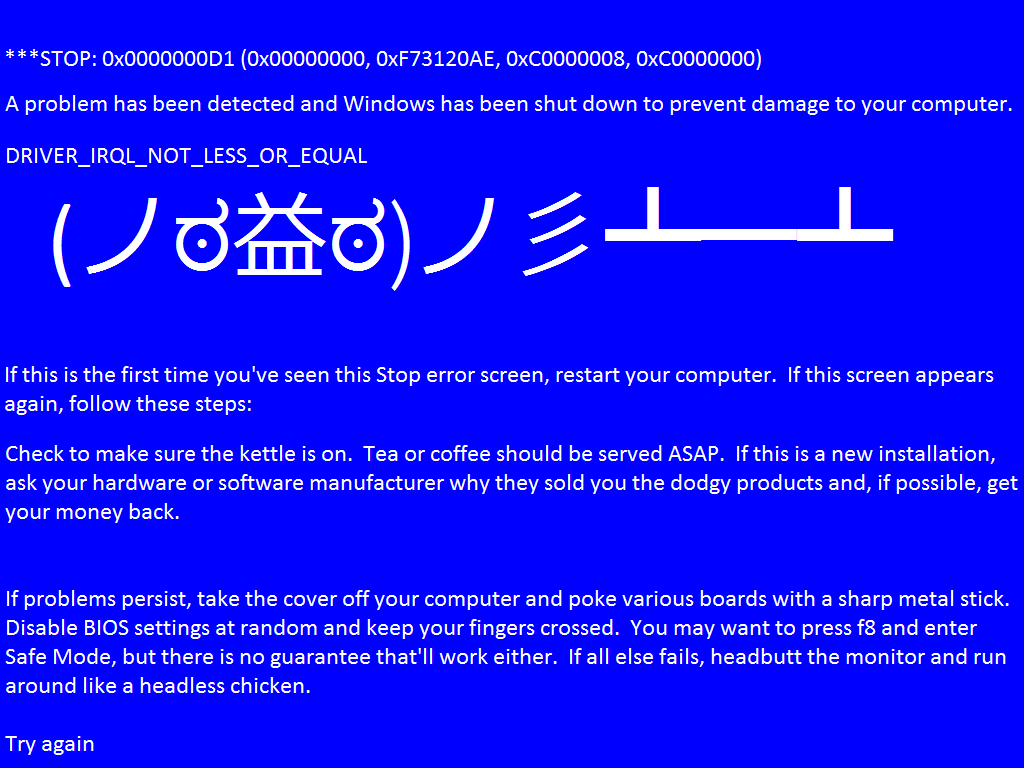 ***STOP: 0x0000000D1 (0x00000000, 0xF73120AE, 0xC0000008, 0xC0000000)
A problem has been detected and Windows has been shut down to prevent damage to your computer.
DRIVER_IRQL_NOT_LESS_OR_EQUAL
(ノಠ益ಠ)ノ彡┻━┻
If this is the first time you've seen this Stop error screen, restart your computer.  If this screen appears
again, follow these steps:
Check to make sure the kettle is on.  Tea or coffee should be served ASAP.  If this is a new installation,
ask your hardware or software manufacturer why they sold you the dodgy products and, if possible, get
your money back.
If problems persist, take the cover off your computer and poke various boards with a sharp metal stick.
Disable BIOS settings at random and keep your fingers crossed.  You may want to press f8 and enter
Safe Mode, but there is no guarantee that'll work either.  If all else fails, headbutt the monitor and run
around like a headless chicken.
Try again